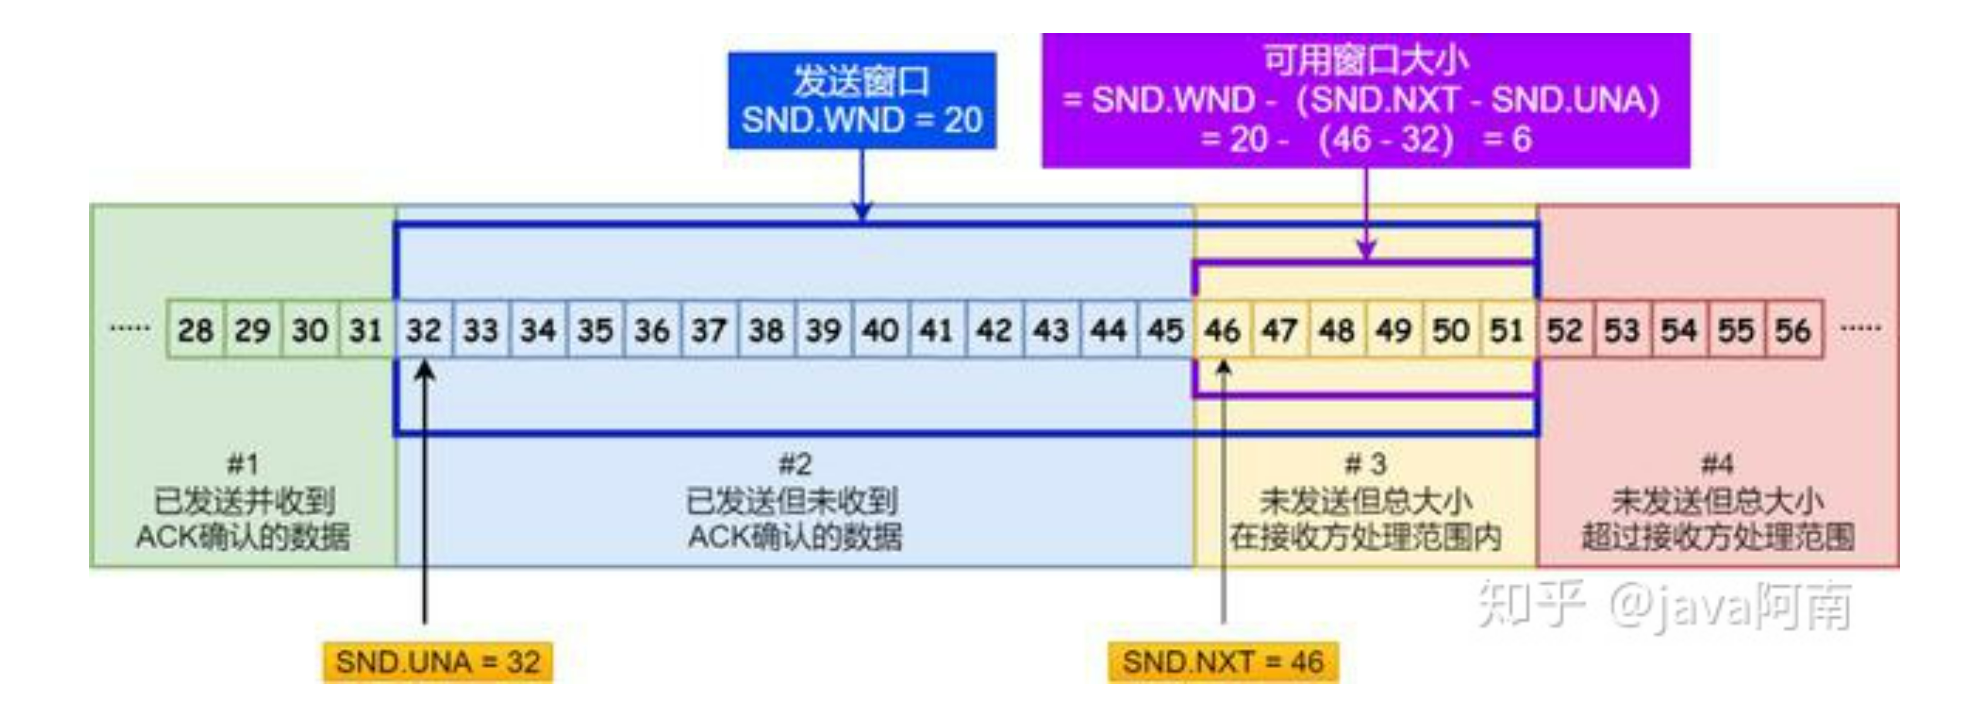 发送窗口
SND.WND = 20
可用窗口大小
= SND.WND - (SND.NXT - SND.UNA)
= 20 - (46 - 32) = 6
····· 28 29 30 31 32 33 34 35 36 37 38 39 40 41 42 43 44 45 46 47 48 49 50 51 52 53 54 55 56 ·····
#1
已发送并收到
ACK确认的数据
#2
已发送但未收到
ACK确认的数据
# 3
未发送但总大小
在接收方处理范围内
#4
未发送但总大小
超过接收方处理范围
知乎 @java阿南
SND.UNA = 32
SND.NXT = 46